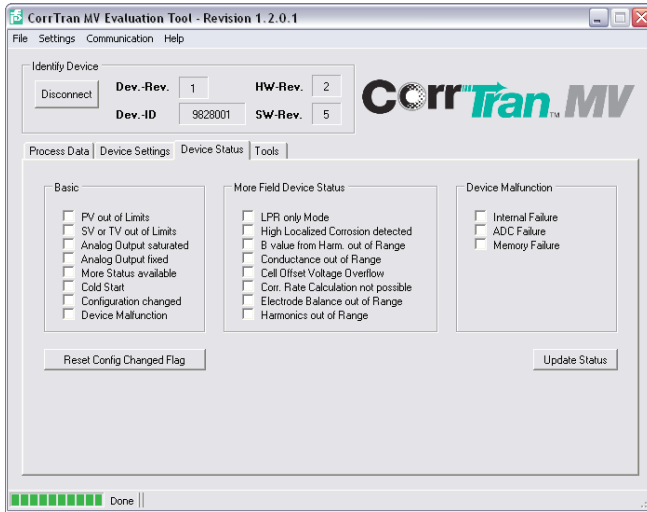 CorrTran MV Evaluation Tool - Revision 1.2.0.1
File Settings Communication Help
Identify Device
Disconnect
Dev.-Rev. 1 HW-Rev. 2
Dev.-ID 9828001 SW-Rev. 5
CorrTran™ MV
Process Data Device Settings Device Status Tools
Basic
PV out of Limits
SV or TV out of Limits
Analog Output saturated
Analog Output fixed
More Status available
Cold Start
Configuration changed
Device Malfunction
More Field Device Status
LPR only Mode
High Localized Corrosion detected
B value from Harm. out of Range
Conductance out of Range
Cell Offset Voltage Overflow
Corr. Rate Calculation not possible
Electrode Balance out of Range
Harmonics out of Range
Device Malfunction
Internal Failure
ADC Failure
Memory Failure
Reset Config Changed Flag
Update Status
Done